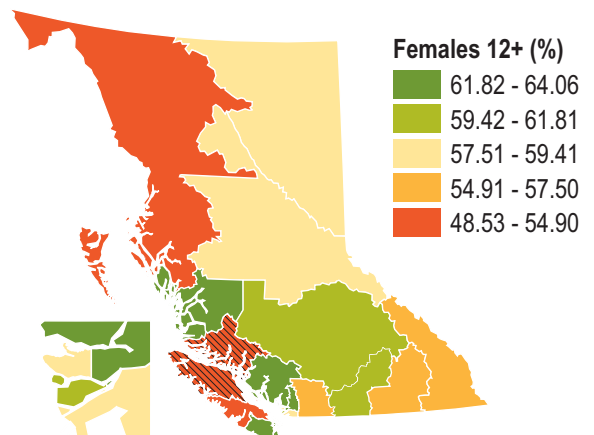 Females 12+ (%)
61.82 - 64.06
59.42 - 61.81
57.51 - 59.41
54.91 - 57.50
48.53 - 54.90